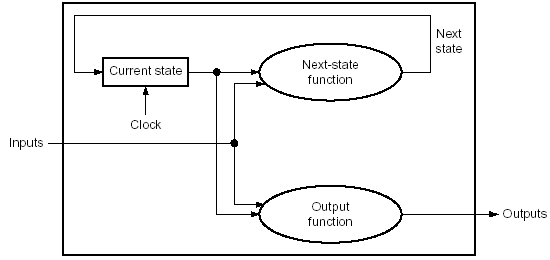 Next
state
Current state
Next-state
function
Clock
Inputs
Output
function
Outputs